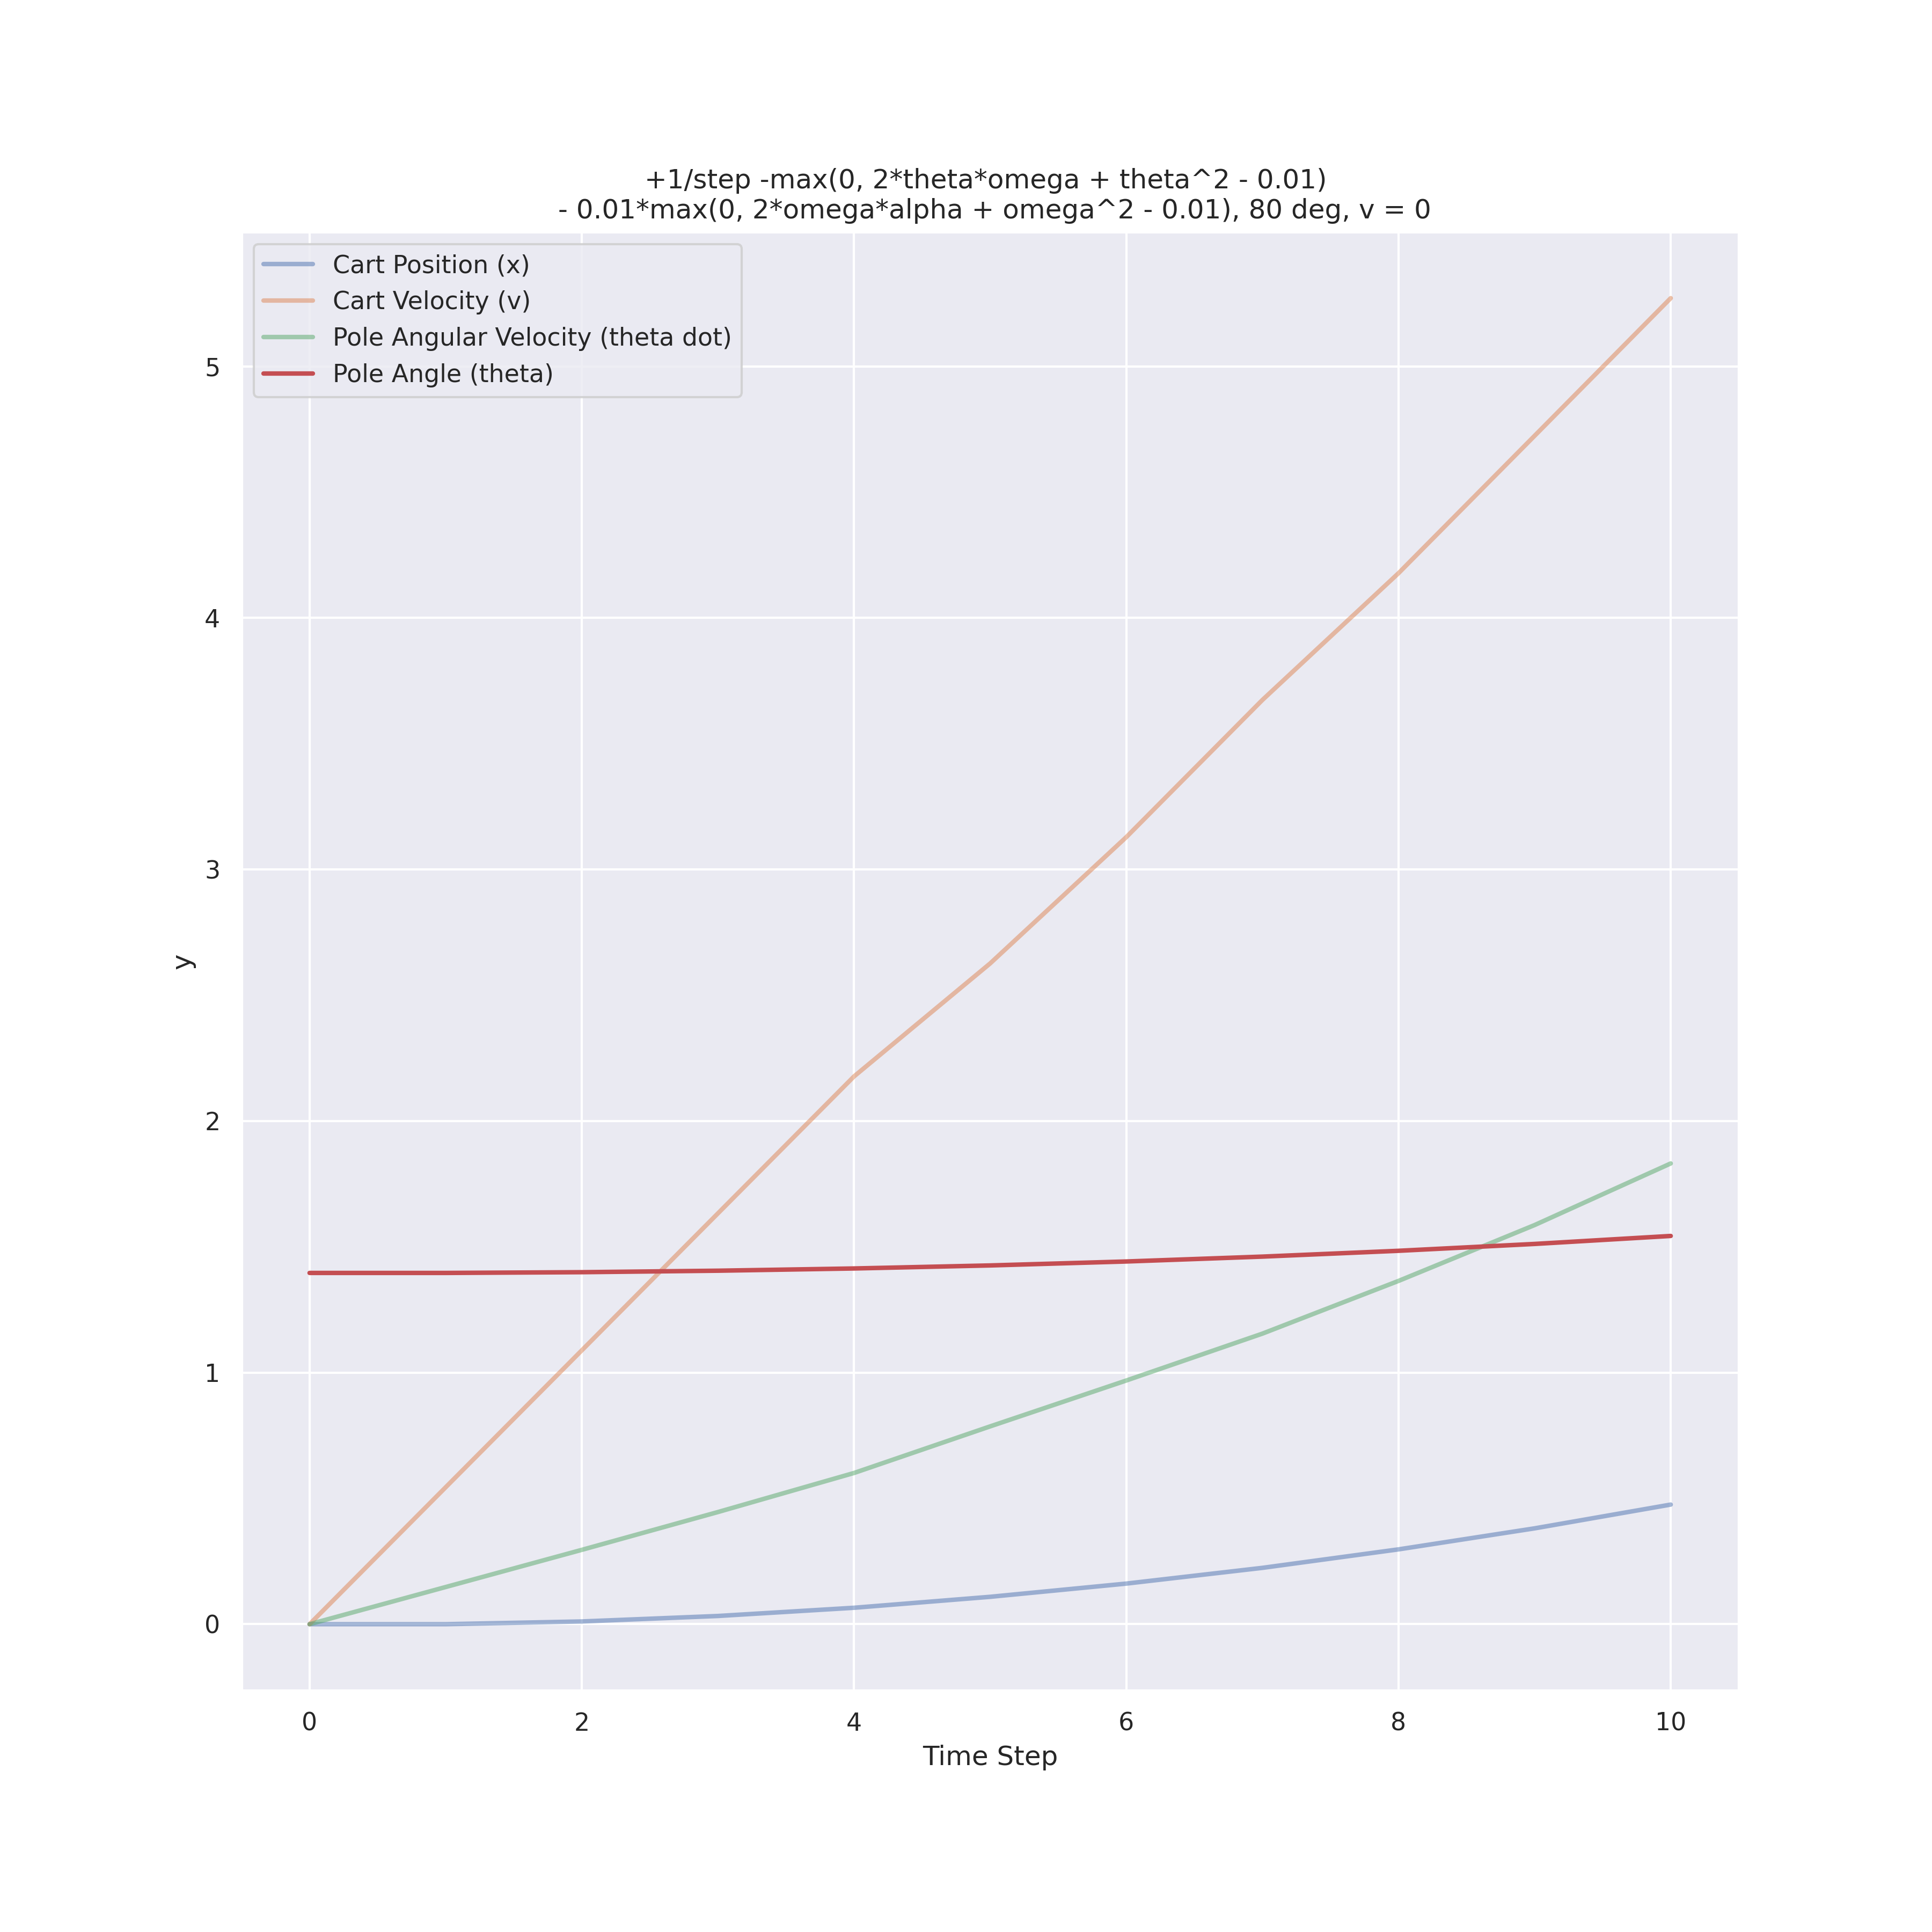 +1/step -max(0, 2*theta*omega + theta^2 - 0.01)
- 0.01*max(0, 2*omega*alpha + omega^2 - 0.01), 80 deg, v = 0
Cart Position (x)
Cart Velocity (v)
Pole Angular Velocity (theta dot)
Pole Angle (theta)
5
4
3
2
1
0
y
0 2 4 6 8 10
Time Step